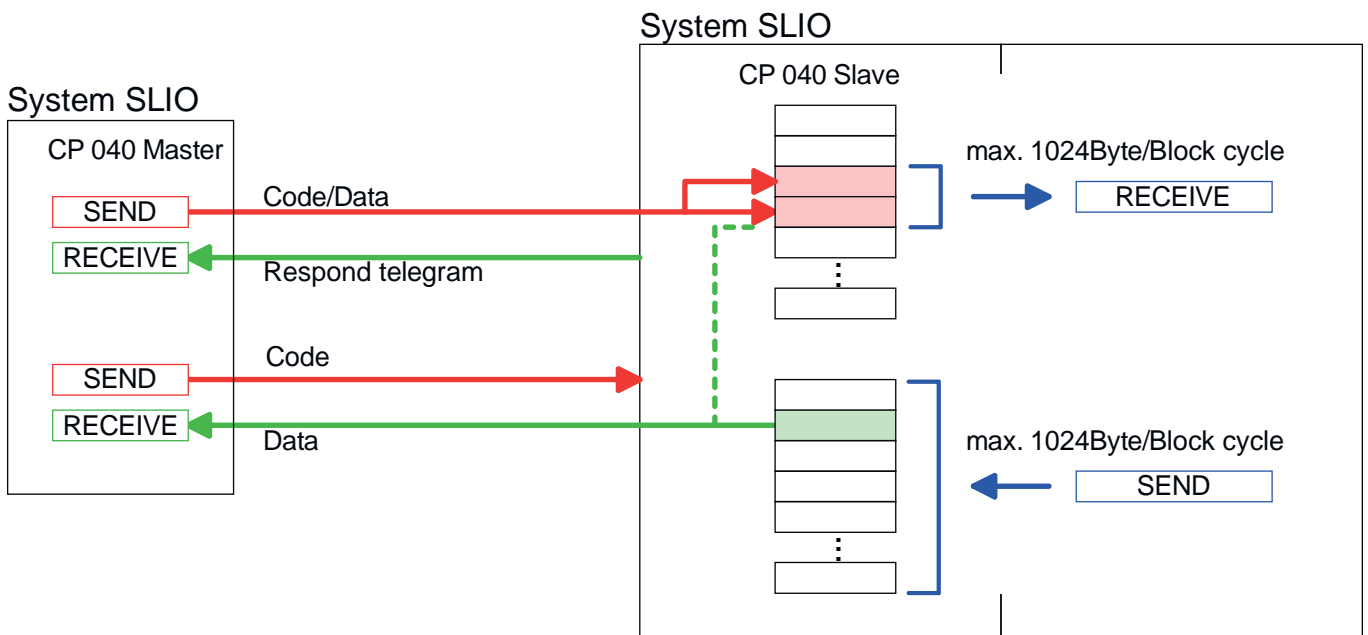 System SLIO
CP 040 Slave
System SLIO
CP 040 Master
max. 1024Byte/Block cycle
SEND
Code/Data
RECEIVE
RECEIVE
Respond telegram
Code
SEND
RECEIVE
Data
max. 1024Byte/Block cycle
SEND